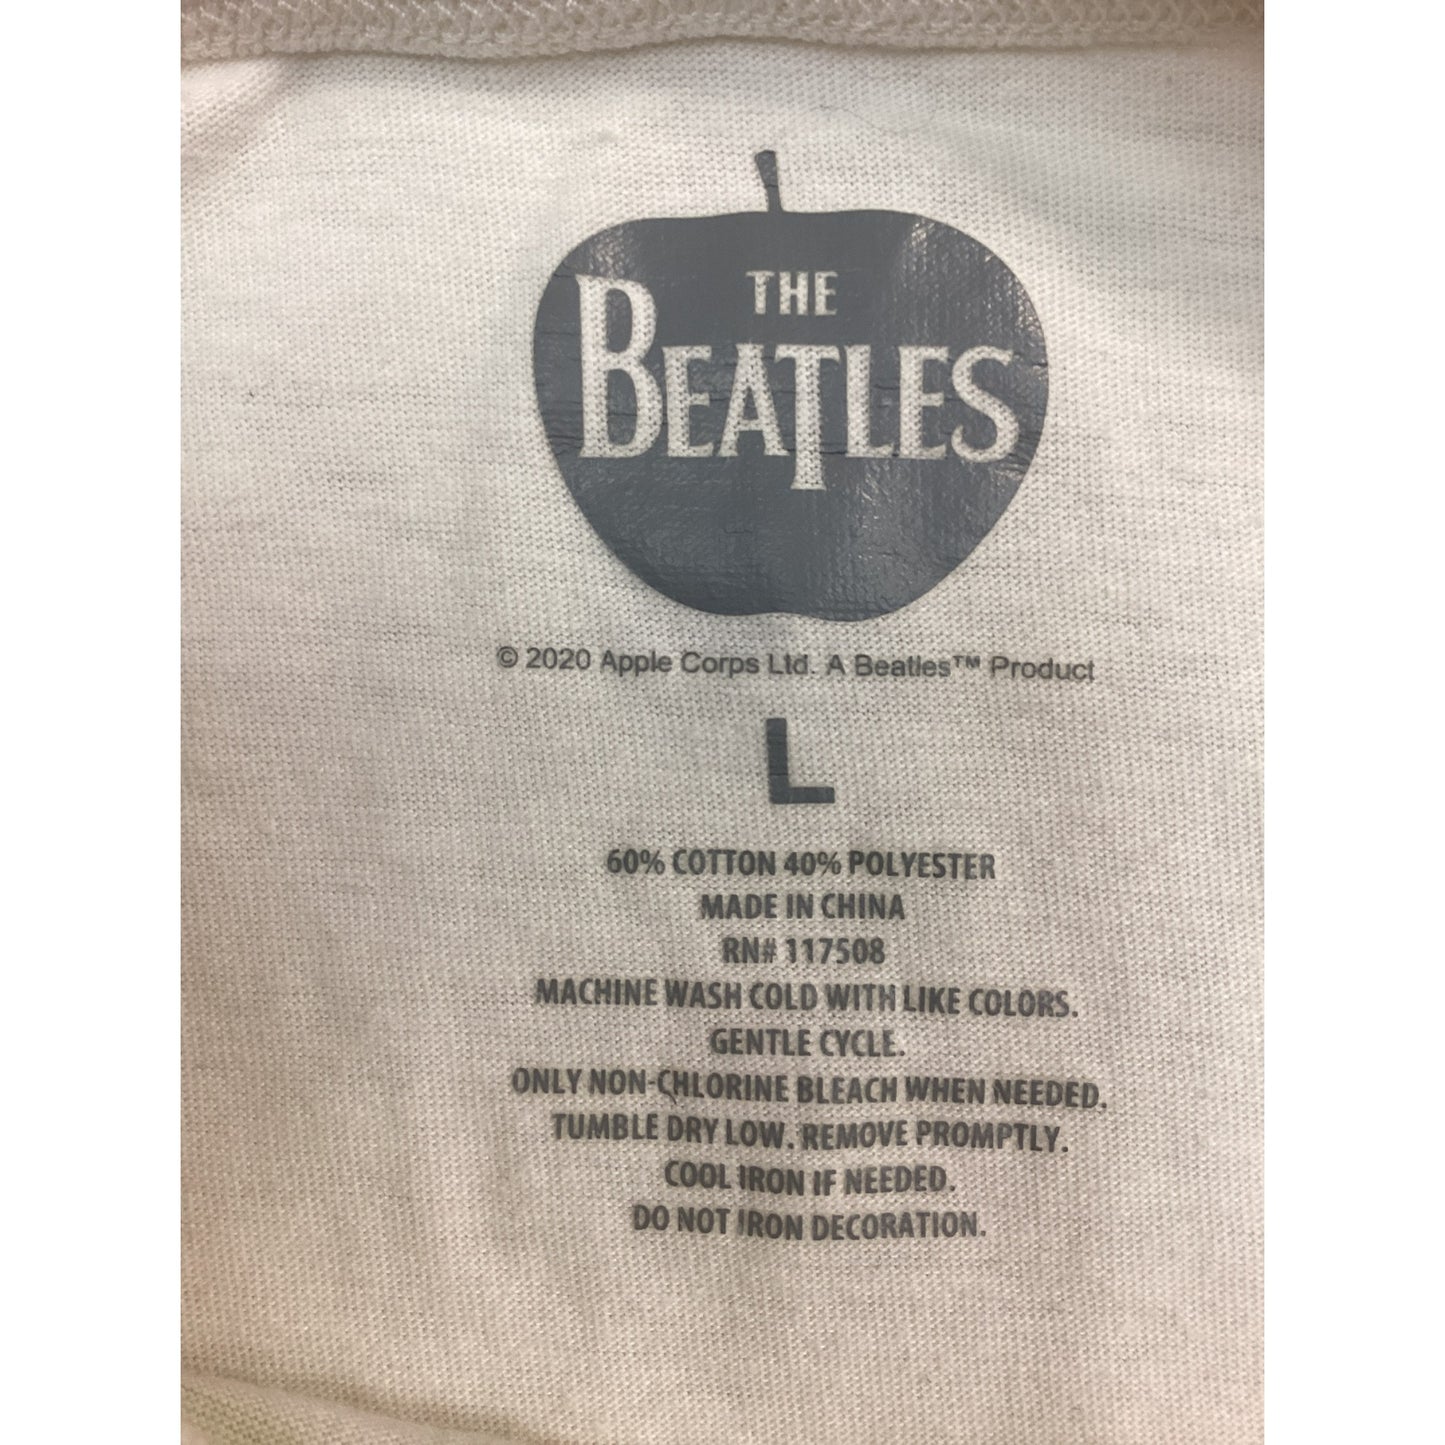 THE
BEATLES
© 2020 Apple Corps Ltd. A Beatles™ Product
L
60% COTTON 40% POLYESTER
MADE IN CHINA
RN# 117508
MACHINE WASH COLD WITH LIKE COLORS.
GENTLE CYCLE.
ONLY NON-CHLORINE BLEACH WHEN NEEDED.
TUMBLE DRY LOW. REMOVE PROMPTLY.
COOL IRON IF NEEDED.
DO NOT IRON DECORATION.